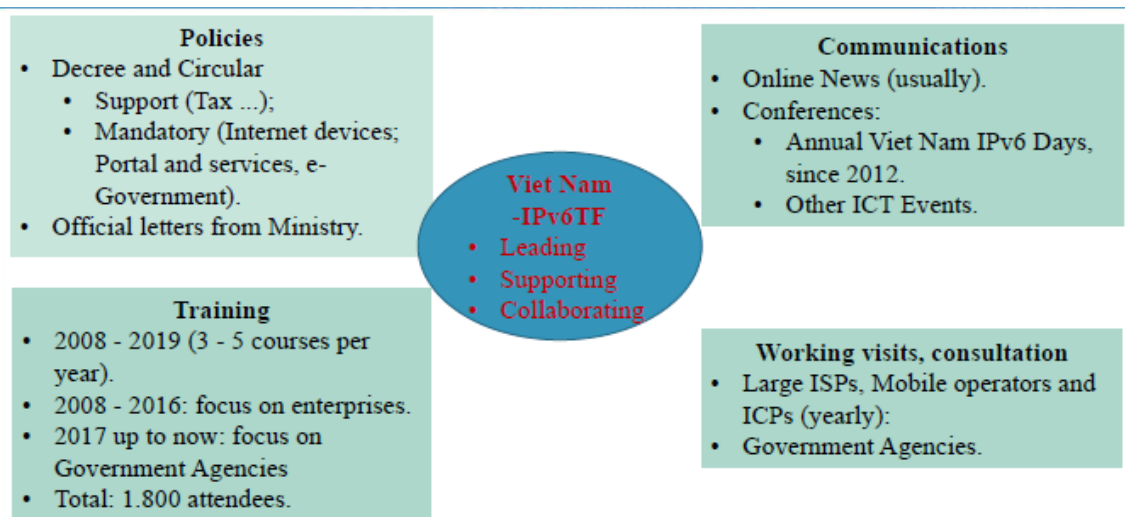 Policies
• Decree and Circular
• Support (Tax ...);
• Mandatory (Internet devices;
Portal and services, e-
Government).
• Official letters from Ministry.
Training
• 2008 - 2019 (3 - 5 courses per
year).
• 2008 - 2016: focus on enterprises.
• 2017 up to now: focus on
Government Agencies
• Total: 1.800 attendees.
Viet Nam
-IPv6TF
• Leading
• Supporting
• Collaborating
Communications
• Online News (usually).
• Conferences:
• Annual Viet Nam IPv6 Days,
since 2012.
• Other ICT Events.
Working visits, consultation
• Large ISPs, Mobile operators and
ICPs (yearly):
• Government Agencies.